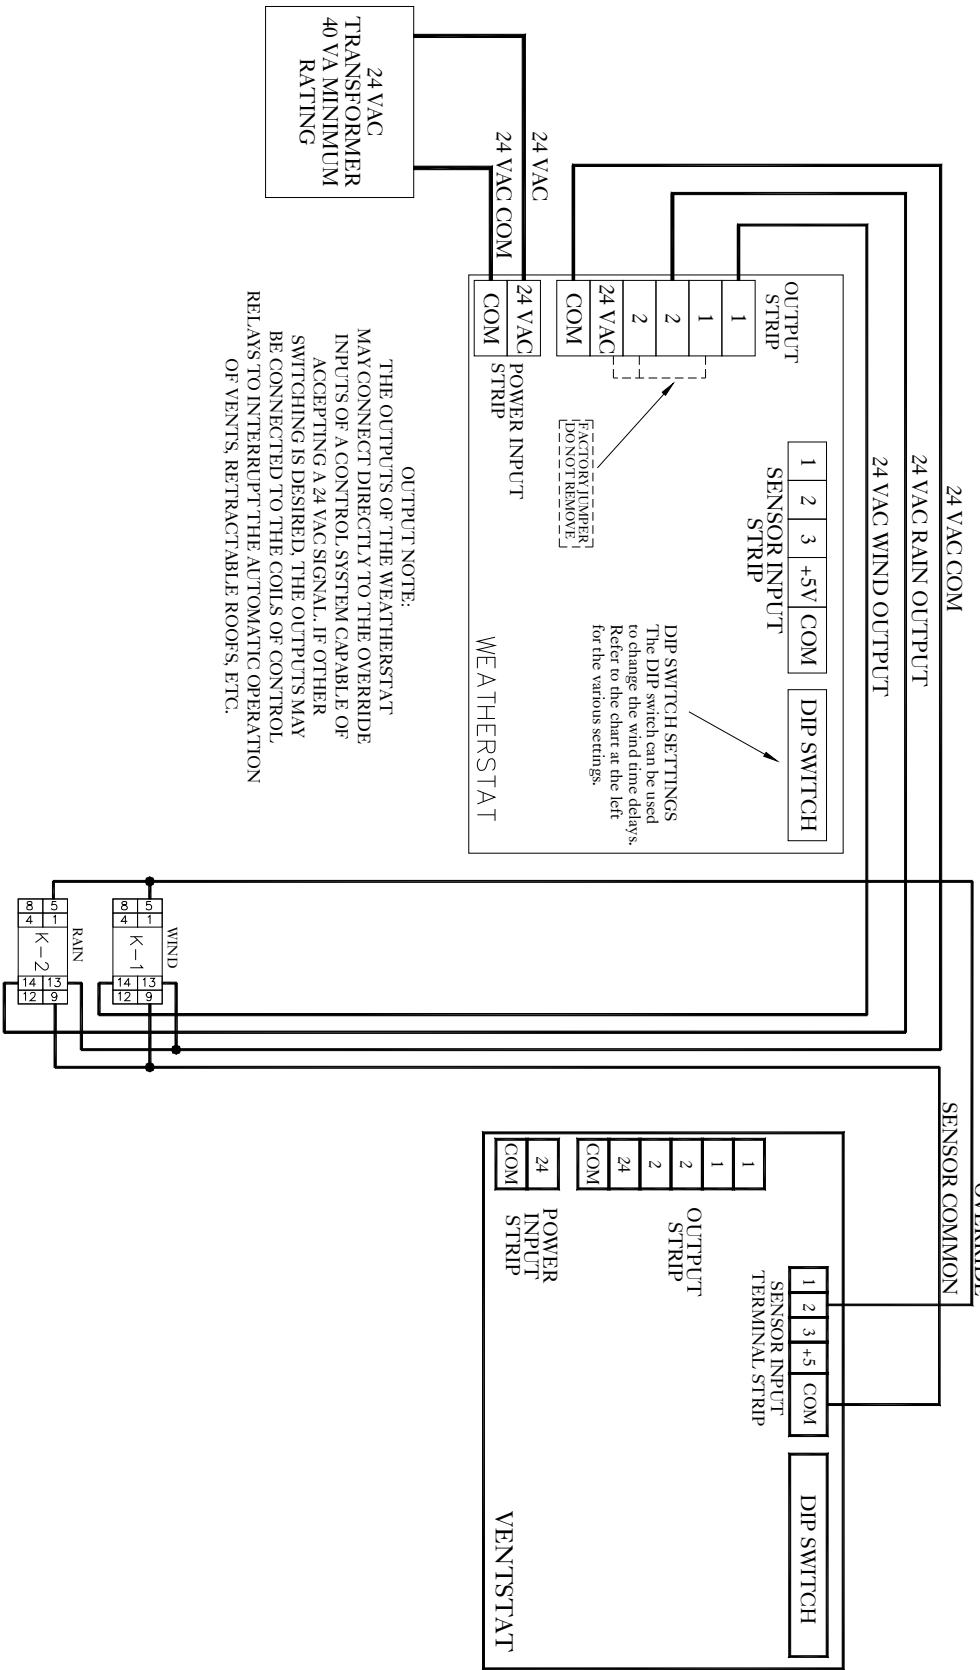 24 VAC
TRANSFORMER
40 VA MINIMUM
RATING
24 VAC
24 VAC COM
24 VAC COM
24 VAC RAIN OUTPUT
24 VAC WIND OUTPUT
OUTPUT
STRIP
1
1
2
2
24 VAC
COM
24 VAC
COM
POWER INPUT
STRIP
FACTORY JUMPER
DO NOT REMOVE
1 2 3 +5V COM
SENSOR INPUT
STRIP
DIP SWITCH
DIP SWITCH SETTINGS
The DIP switch can be used
to change the wind time delays.
Refer to the chart at the left
for the various settings.
WEATHERSTAT
OUTPUT NOTE:
THE OUTPUTS OF THE WEATHERSTAT
MAY CONNECT DIRECTLY TO THE OVERRIDE
INPUTS OF A CONTROL SYSTEM CAPABLE OF
ACCEPTING A 24 VAC SIGNAL. IF OTHER
SWITCHING IS DESIRED, THE OUTPUTS MAY
BE CONNECTED TO THE COILS OF CONTROL
RELAYS TO INTERRUPT THE AUTOMATIC OPERATION
OF VENTS, RETRACTABLE ROOFS, ETC.
WIND
5 1
8 4
K-1
13 9
14 12
RAIN
5 1
8 4
K-2
13 9
14 12
OVERRIDE
SENSOR COMMON
1
1
2
2
24
COM
OUTPUT
STRIP
24
COM
POWER
INPUT
STRIP
1 2 3 +5 COM
SENSOR INPUT
TERMINAL STRIP
DIP SWITCH
VENTSTAT